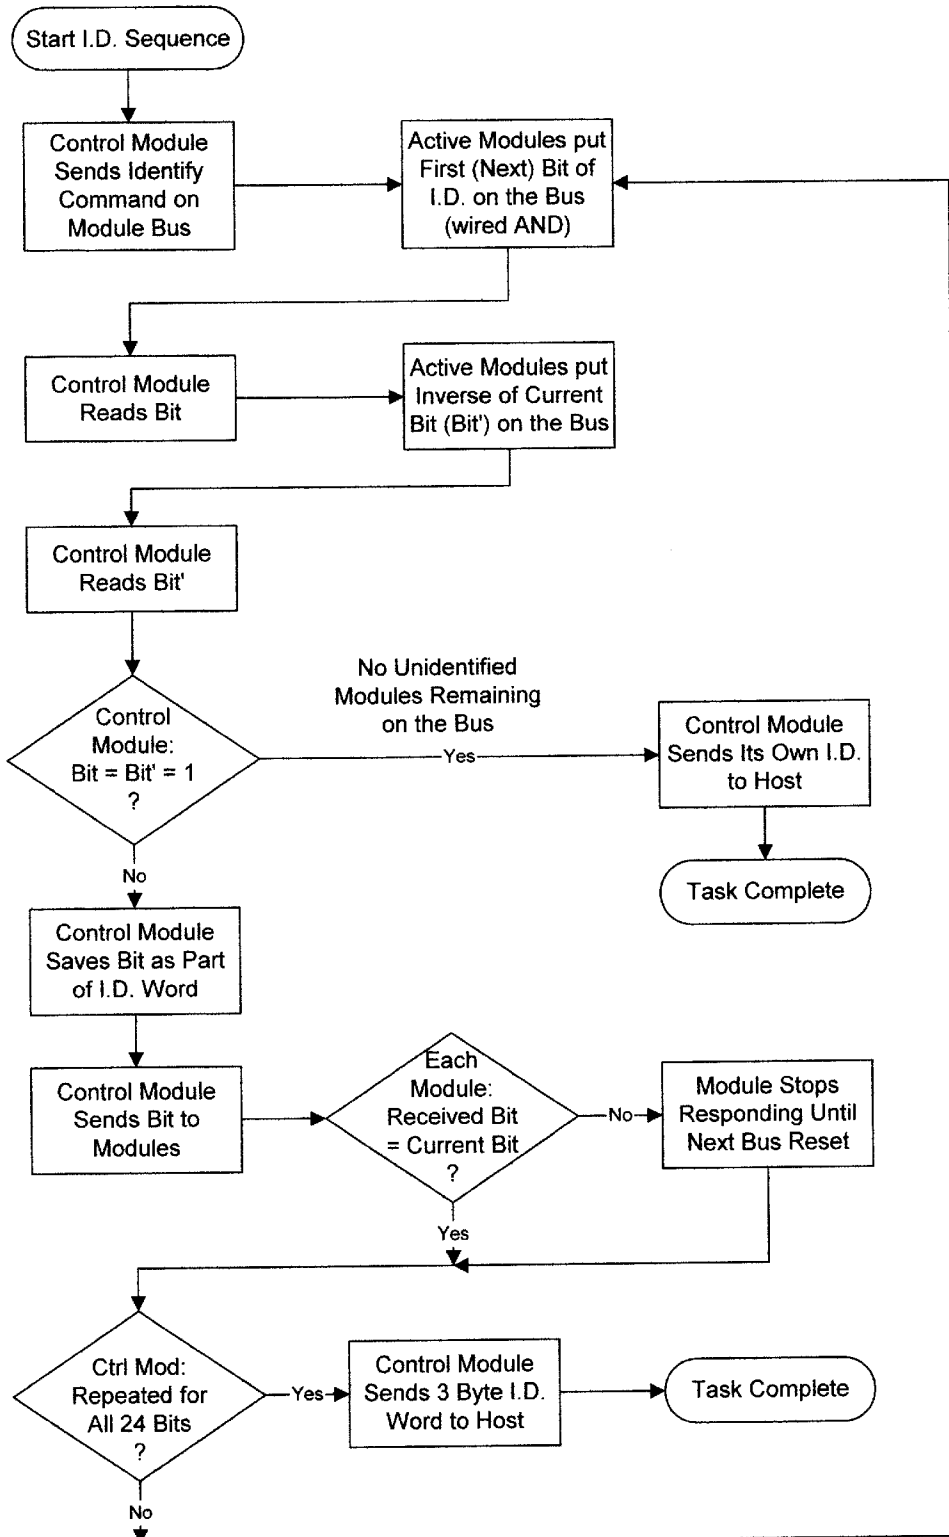 Start I.D. Sequence
Control Module
Sends Identify
Command on
Module Bus
Active Modules put
First (Next) Bit of
I.D. on the Bus
(wired AND)
Control Module
Reads Bit
Active Modules put
Inverse of Current
Bit (Bit') on the Bus
Control Module
Reads Bit'
Control
Module:
Bit = Bit' = 1
?
No Unidentified
Modules Remaining
on the Bus
Yes
Control Module
Sends Its Own I.D.
to Host
Task Complete
No
Control Module
Saves Bit as Part
of I.D. Word
Control Module
Sends Bit to
Modules
Each
Module:
Received Bit
= Current Bit
?
No
Module Stops
Responding Until
Next Bus Reset
Yes
Ctrl Mod:
Repeated for
All 24 Bits
?
Yes
Control Module
Sends 3 Byte I.D.
Word to Host
Task Complete
No